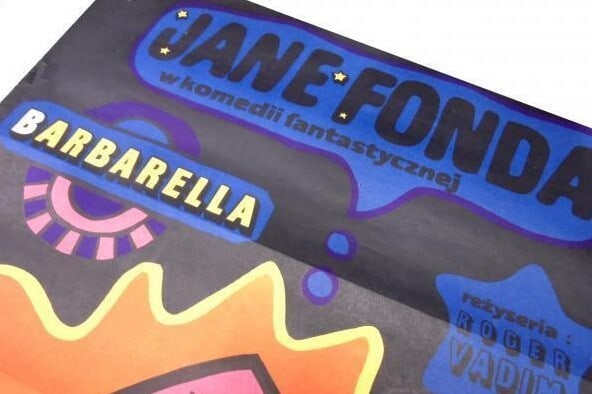 JANE FONDA
w komedii fantastycznej
BARBARELLA
reżyseria :
ROGER
VADIM